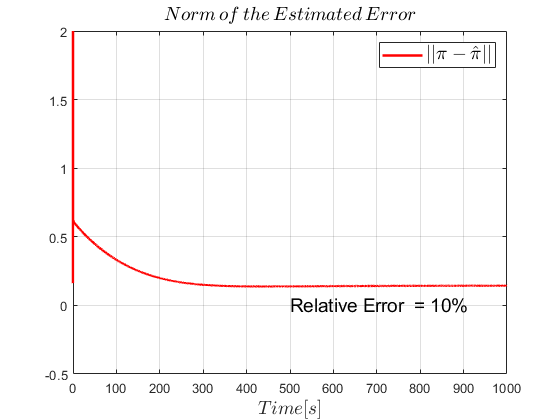 Norm of the Estimated Error
||π − π̂||
2
1.5
1
0.5
0
-0.5
Relative Error = 10%
0 100 200 300 400 500 600 700 800 900 1000
Time[s]